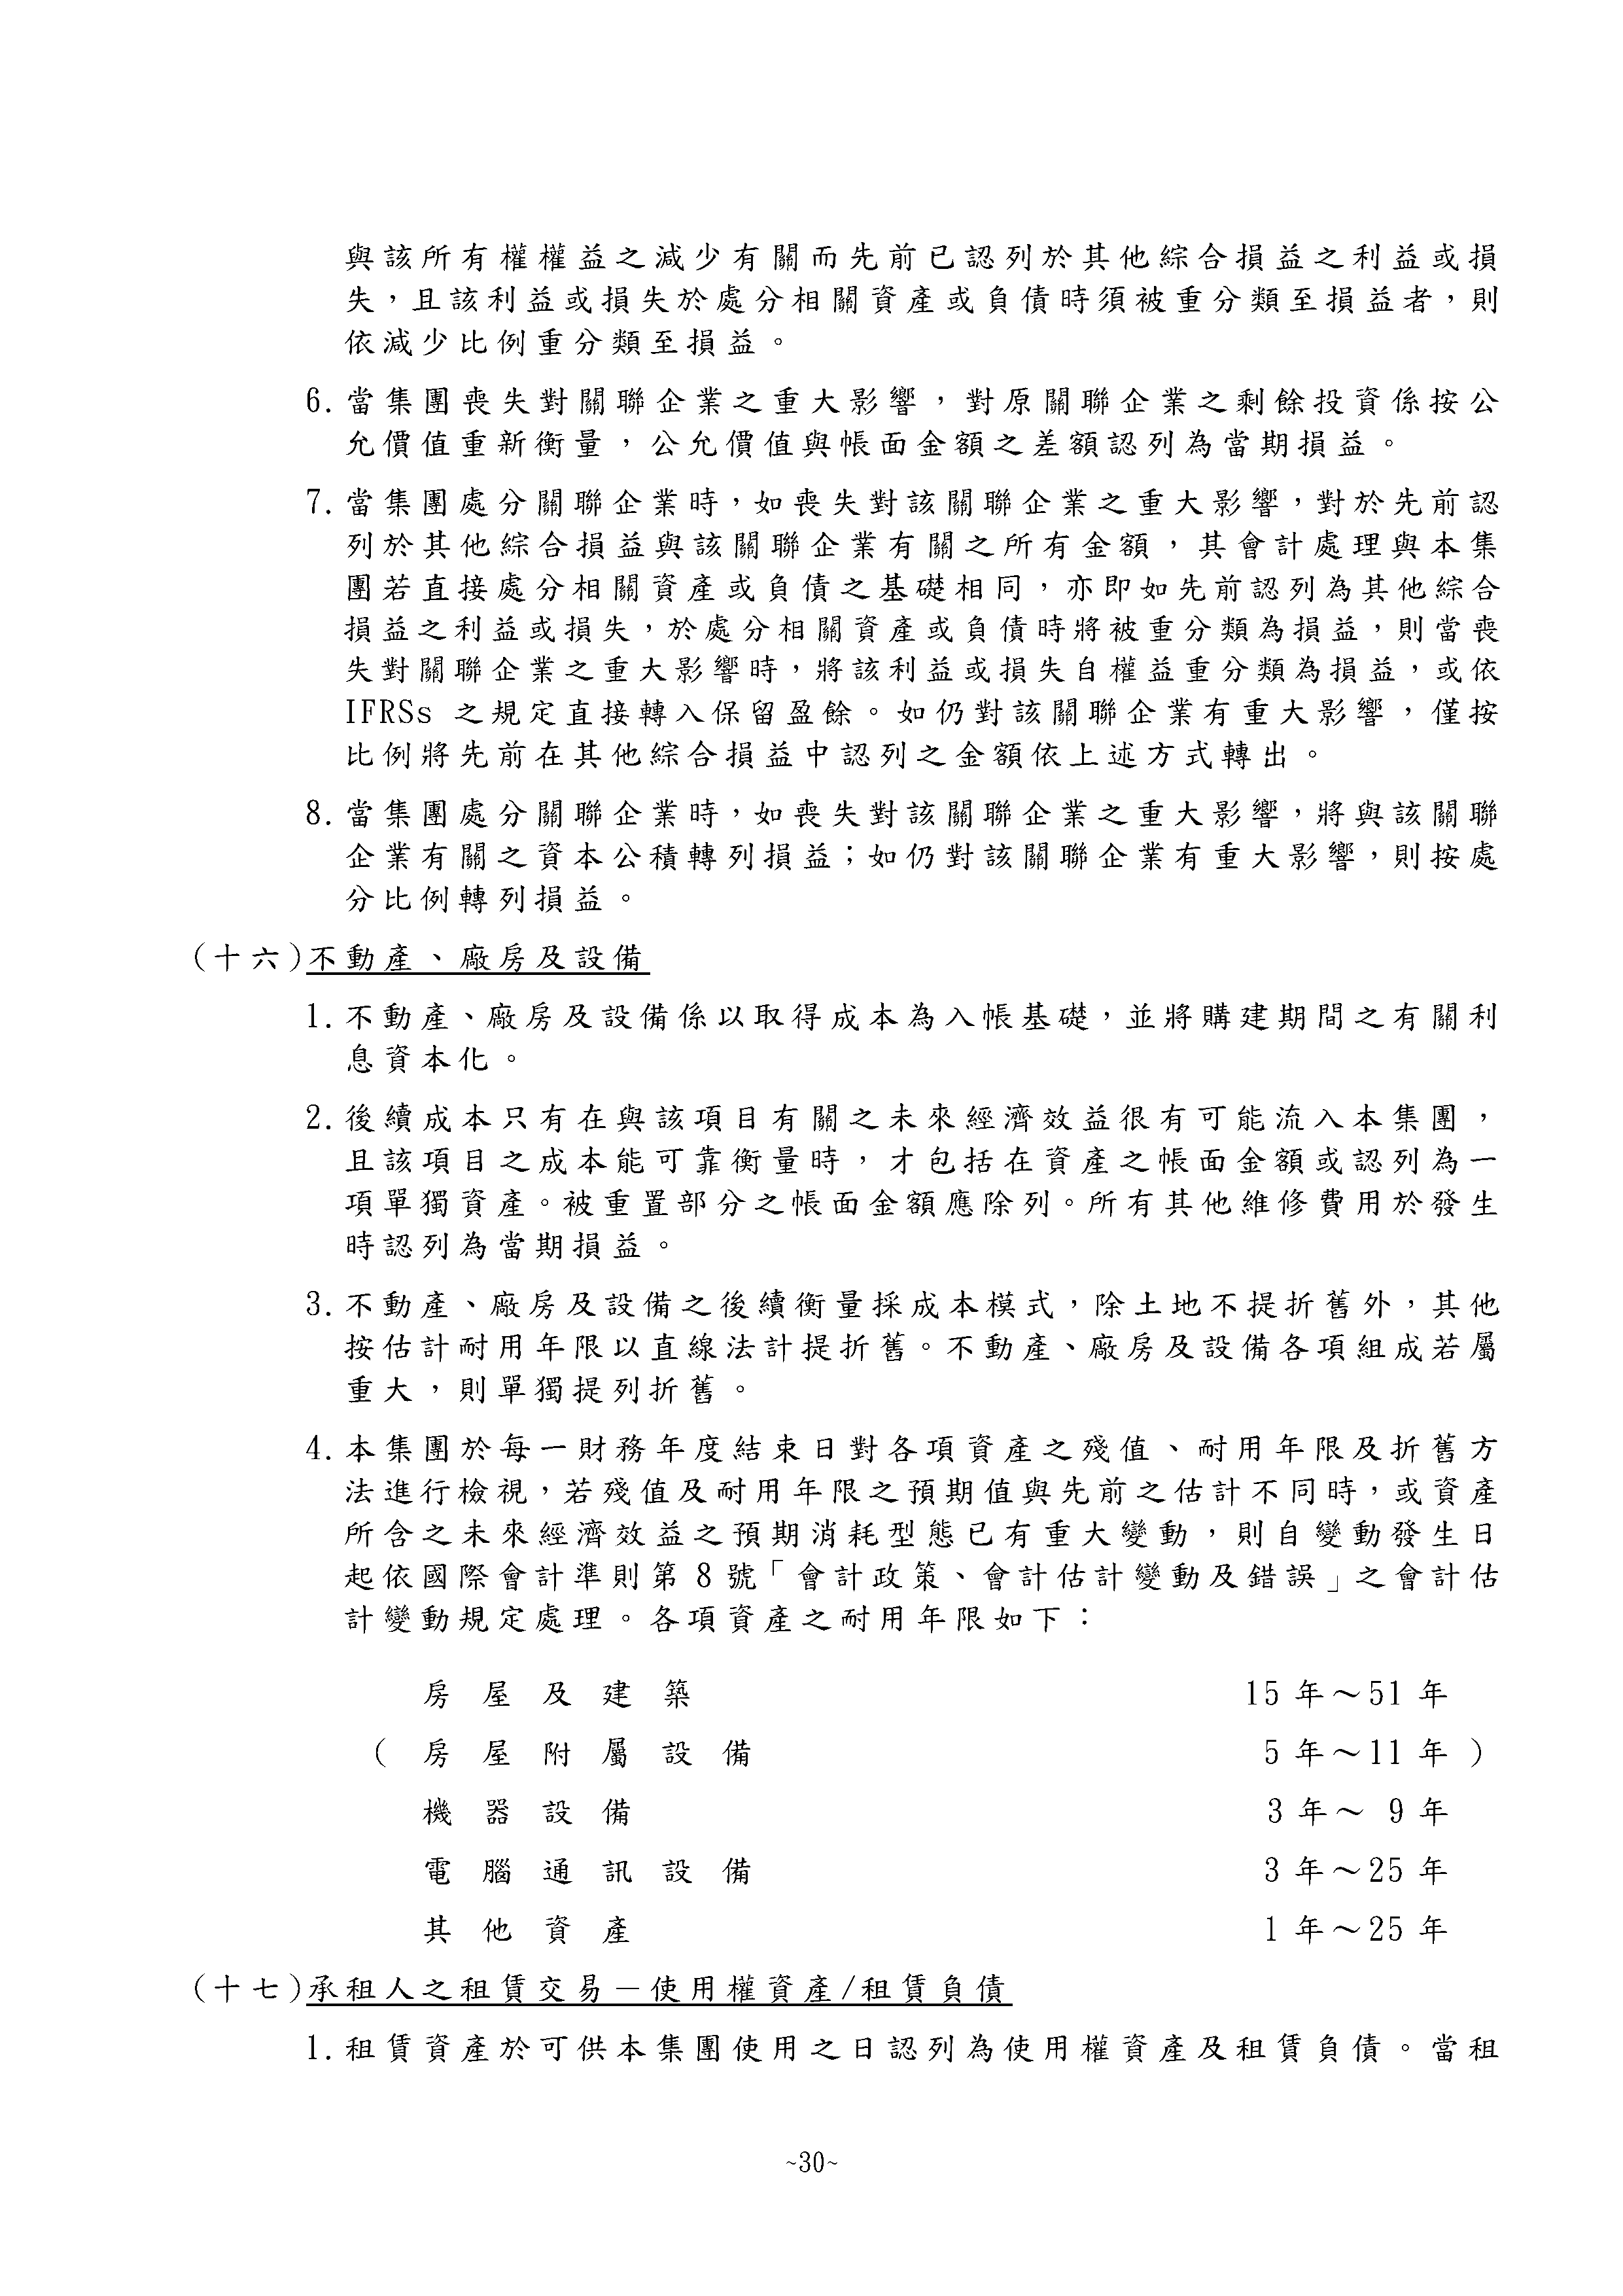 與該所有權權益之減少有關而先前已認列於其他綜合損益之利益或損
失，且該利益或損失於處分相關資產或負債時須被重分類至損益者，則
依減少比例重分類至損益。
6.當集團喪失對關聯企業之重大影響，對原關聯企業之剩餘投資係按公
允價值重新衡量，公允價值與帳面金額之差額認列為當期損益。
7.當集團處分關聯企業時，如喪失對該關聯企業之重大影響，對於先前認
列於其他綜合損益與該關聯企業有關之所有金額，其會計處理與本集
團若直接處分相關資產或負債之基礎相同，亦即如先前認列為其他綜合
損益之利益或損失，於處分相關資產或負債時將被重分類為損益，則當喪
失對關聯企業之重大影響時，將該利益或損失自權益重分類為損益，或依
IFRSs 之規定直接轉入保留盈餘。如仍對該關聯企業有重大影響，僅按
比例將先前在其他綜合損益中認列之金額依上述方式轉出。
8.當集團處分關聯企業時，如喪失對該關聯企業之重大影響，將與該關聯
企業有關之資本公積轉列損益；如仍對該關聯企業有重大影響，則按處
分比例轉列損益。
(十六)不動產、廠房及設備
1.不動產、廠房及設備係以取得成本為入帳基礎，並將購建期間之有關利
息資本化。
2.後續成本只有在與該項目有關之未來經濟效益很有可能流入本集團，
且該項目之成本能可靠衡量時，才包括在資產之帳面金額或認列為一
項單獨資產。被重置部分之帳面金額應除列。所有其他維修費用於發生
時認列為當期損益。
3.不動產、廠房及設備之後續衡量採成本模式，除土地不提折舊外，其他
按估計耐用年限以直線法計提折舊。不動產、廠房及設備各項組成若屬
重大，則單獨提列折舊。
4.本集團於每一財務年度結束日對各項資產之殘值、耐用年限及折舊方
法進行檢視，若殘值及耐用年限之預期值與先前之估計不同時，或資產
所含之未來經濟效益之預期消耗型態已有重大變動，則自變動發生日
起依國際會計準則第 8 號「會計政策、會計估計變動及錯誤」之會計估
計變動規定處理。各項資產之耐用年限如下：
房屋及建築 15 年～51 年
( 房屋附屬設備 5 年～11 年 )
機器設備 3 年～ 9 年
電腦通訊設備 3 年～25 年
其他資產 1 年～25 年
(十七)承租人之租賃交易－使用權資產/租賃負債
1.租賃資產於可供本集團使用之日認列為使用權資產及租賃負債。當租
~30~